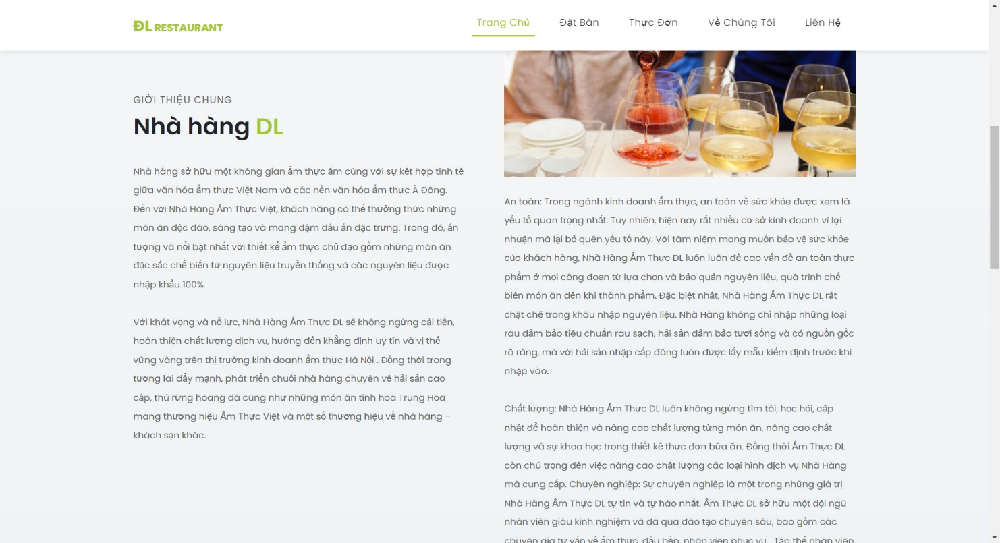 ĐL RESTAURANT
Trang Chủ
Đặt Bàn
Thực Đơn
Về Chúng Tôi
Liên Hệ
GIỚI THIỆU CHUNG
Nhà hàng DL
Nhà hàng sở hữu một không gian ẩm thực ấm cúng với sự kết hợp tinh tế
giữa văn hóa ẩm thực Việt Nam và các nền văn hóa ẩm thực Á Đông.
Đến với Nhà Hàng Ẩm Thực Việt, khách hàng có thể thưởng thức những
món ăn độc đáo, sáng tạo và mang đậm dấu ấn đặc trưng. Trong đó, ấn
tượng và nổi bật nhất với thiết kế ẩm thực chủ đạo gồm những món ăn
đặc sắc chế biến từ nguyên liệu truyền thống và các nguyên liệu được
nhập khẩu 100%.
Với khát vọng và nỗ lực, Nhà Hàng Ẩm Thực DL sẽ không ngừng cải tiến,
hoàn thiện chất lượng dịch vụ, hướng đến khẳng định uy tín và vị thế
vững vàng trên thị trường kinh doanh ẩm thực Hà Nội . Đồng thời trong
tương lai đẩy mạnh, phát triển chuỗi nhà hàng chuyên về hải sản cao
cấp, thú rừng hoang dã cũng như những món ăn tinh hoa Trung Hoa
mang thương hiệu Ẩm Thực Việt và một số thương hiệu về nhà hàng –
khách sạn khác.
An toàn: Trong ngành kinh doanh ẩm thực, an toàn về sức khỏe được xem là
yếu tố quan trọng nhất. Tuy nhiên, hiện nay rất nhiều cơ sở kinh doanh vì lợi
nhuận mà lại bỏ quên yếu tố này. Với tâm niệm mong muốn bảo vệ sức khỏe
của khách hàng, Nhà Hàng Ẩm Thực DL luôn luôn đề cao vấn đề an toàn thực
phẩm ở mọi công đoạn từ lựa chọn và bảo quản nguyên liệu, quá trình chế
biến món ăn đến khi thành phẩm. Đặc biệt nhất, Nhà Hàng Ẩm Thực DL rất
chặt chẽ trong khâu nhập nguyên liệu. Nhà Hàng không chỉ nhập những loại
rau đảm bảo tiêu chuẩn rau sạch, hải sản đảm bảo tươi sống và có nguồn gốc
rõ ràng, mà với hải sản nhập cấp đông luôn được lấy mẫu kiểm định trước khi
nhập vào.
Chất lượng: Nhà Hàng Ẩm Thực DL luôn không ngừng tìm tòi, học hỏi, cập
nhật để hoàn thiện và nâng cao chất lượng từng món ăn, nâng cao chất
lượng và sự khoa học trong thiết kế thực đơn bữa ăn. Đồng thời Ẩm Thực DL
còn chú trọng đến việc nâng cao chất lượng các loại hình dịch vụ Nhà Hàng
mà cung cấp. Chuyên nghiệp: Sự chuyên nghiệp là một trong những giá trị
Nhà Hàng Ẩm Thực DL tự tin và tự hào nhất. Ẩm Thực DL sở hữu một đội ngũ
nhân viên giàu kinh nghiệm và đã qua đào tạo chuyên sâu, bao gồm các
chuyên gia tư vấn về ẩm thực, đầu bếp, nhân viên phục vụ.. Tập thể nhân viên